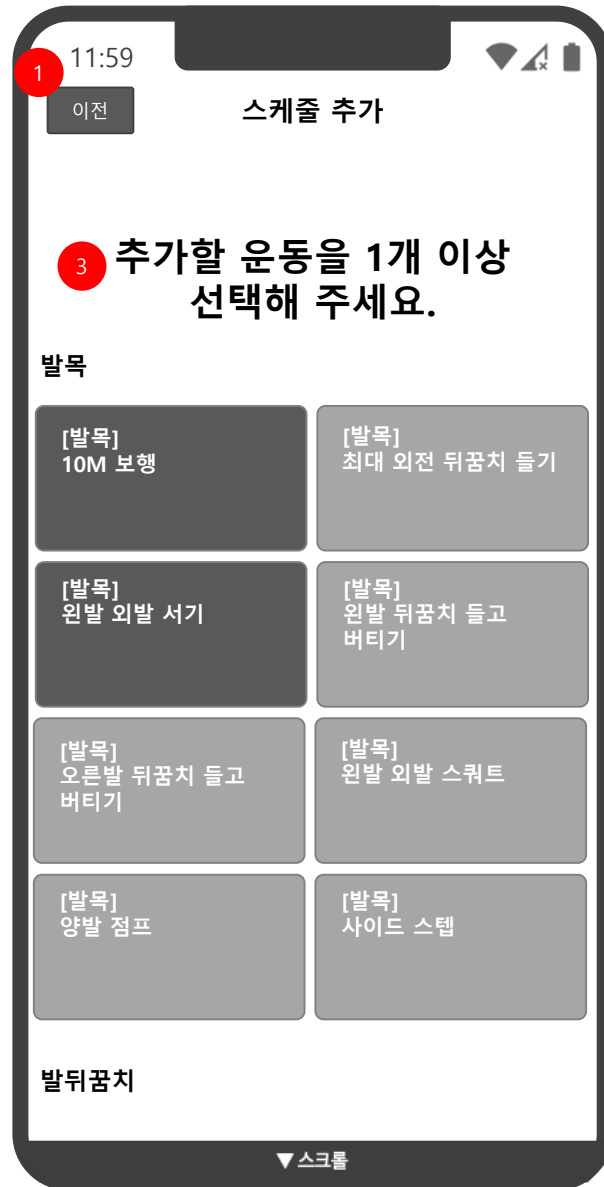 11:59
1
이전
스케줄 추가
3
추가할 운동을 1개 이상
선택해 주세요.
발목
[발목]
10M 보행
[발목]
최대 외전 뒤꿈치 들기
[발목]
왼발 외발 서기
[발목]
왼발 뒤꿈치 들고
버티기
[발목]
오른발 뒤꿈치 들고
버티기
[발목]
왼발 외발 스쿼트
[발목]
양발 점프
[발목]
사이드 스텝
발뒤꿈치
▼스크롤